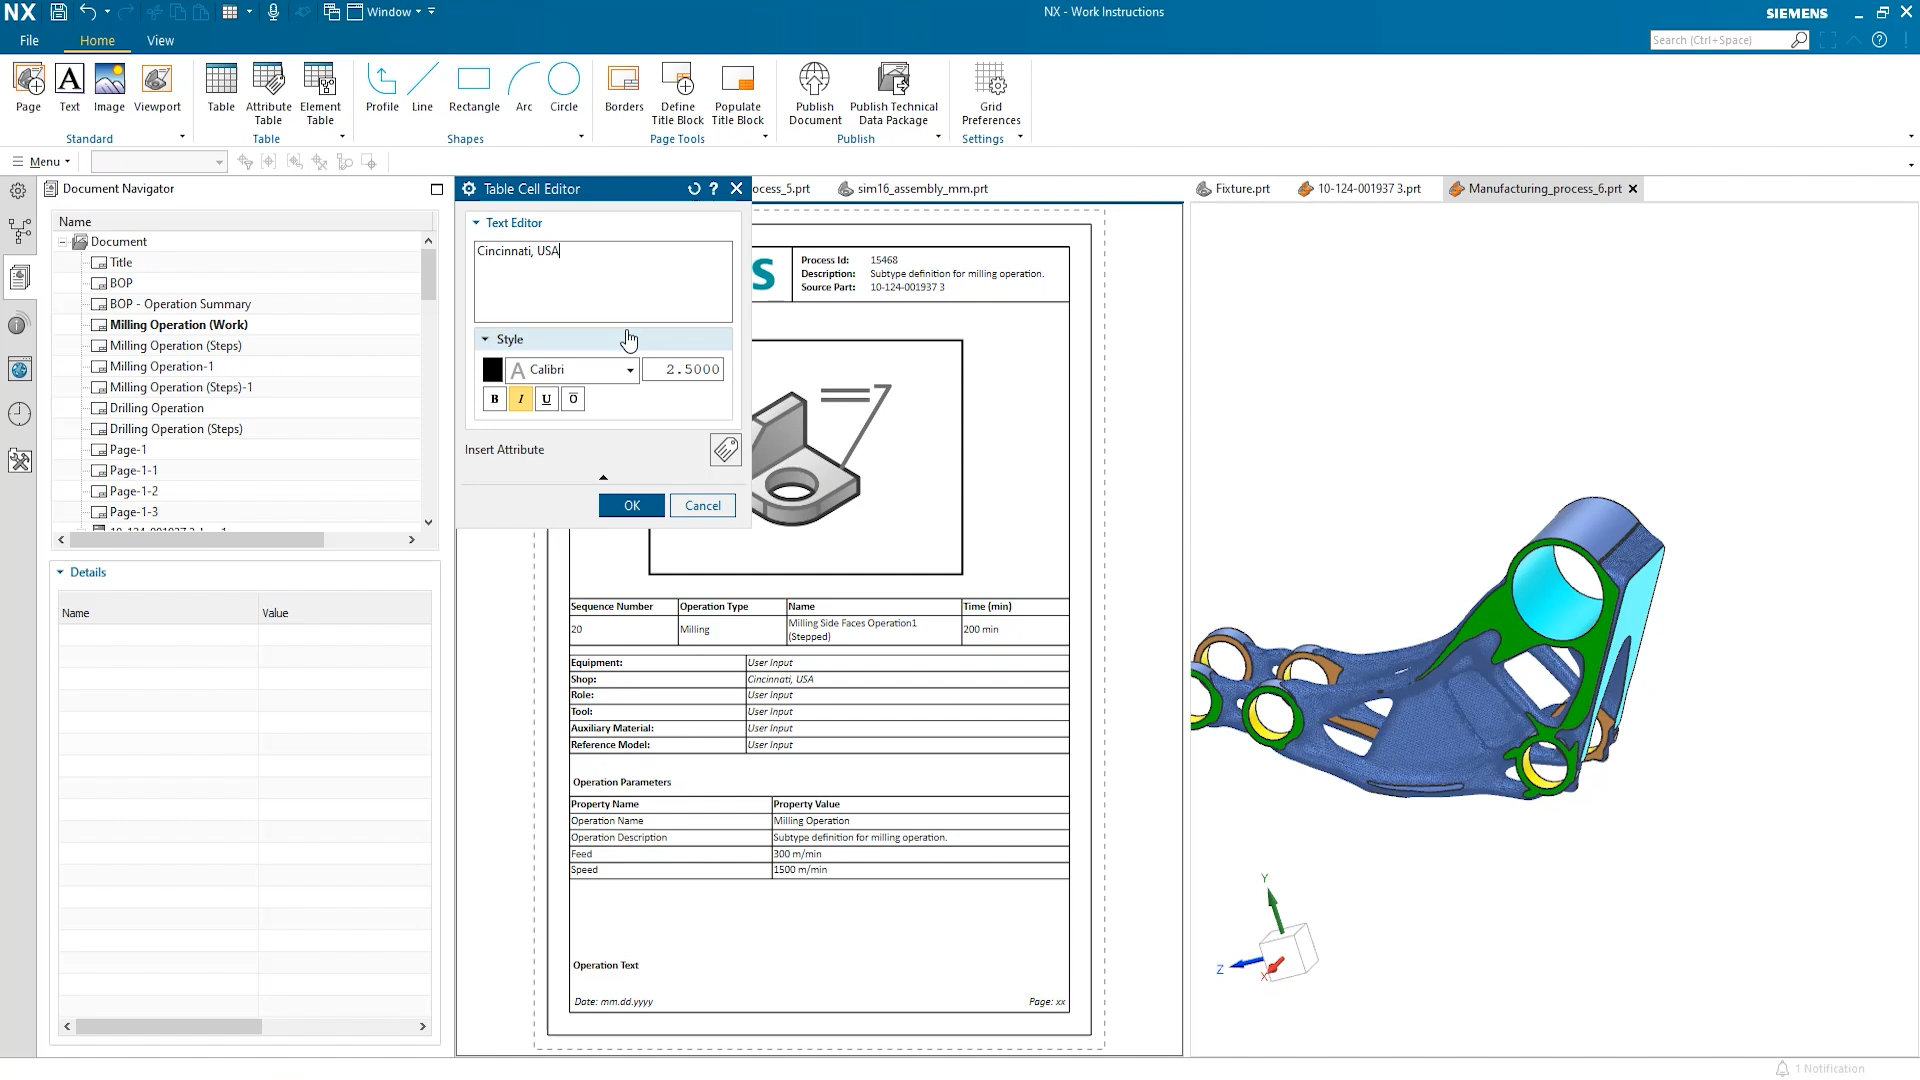 NX
Window
NX - Work Instructions
SIEMENS
File
Home
View
Search (Ctrl+Space)
Page
Text
Image
Viewport
Table
Attribute Table
Element Table
Profile
Line
Rectangle
Arc
Circle
Borders
Define Title Block
Populate Title Block
Publish Document
Publish Technical Data Package
Grid Preferences
Standard
Table
Shapes
Page Tools
Publish
Settings
Menu
Document Navigator
Name
Document
Title
BOP
BOP - Operation Summary
Milling Operation (Work)
Milling Operation (Steps)
Milling Operation-1
Milling Operation (Steps)-1
Drilling Operation
Drilling Operation (Steps)
Page-1
Page-1-1
Page-1-2
Page-1-3
Details
Name Value
Table Cell Editor
Text Editor
Cincinnati, USA
Style
A Calibri 2.5000
B I U O
Insert Attribute
OK Cancel
ocess_5.prt
sim16_assembly_mm.prt
Fixture.prt
10-124-001937 3.prt
Manufacturing_process_6.prt
S
Process Id: 15468
Description: Subtype definition for milling operation.
Source Part: 10-124-001937 3
Sequence Number Operation Type Name Time (min)
20 Milling Milling Side Faces Operation1 (Stepped) 200 min
Equipment: User Input
Shop: Cincinnati, USA
Role: User Input
Tool: User Input
Auxiliary Material: User Input
Reference Model: User Input
Operation Parameters
Property Name Property Value
Operation Name Milling Operation
Operation Description Subtype definition for milling operation.
Feed 300 m/min
Speed 1500 m/min
Operation Text
Date: mm.dd.yyyy Page: xx
Y
Z
X
1 Notification